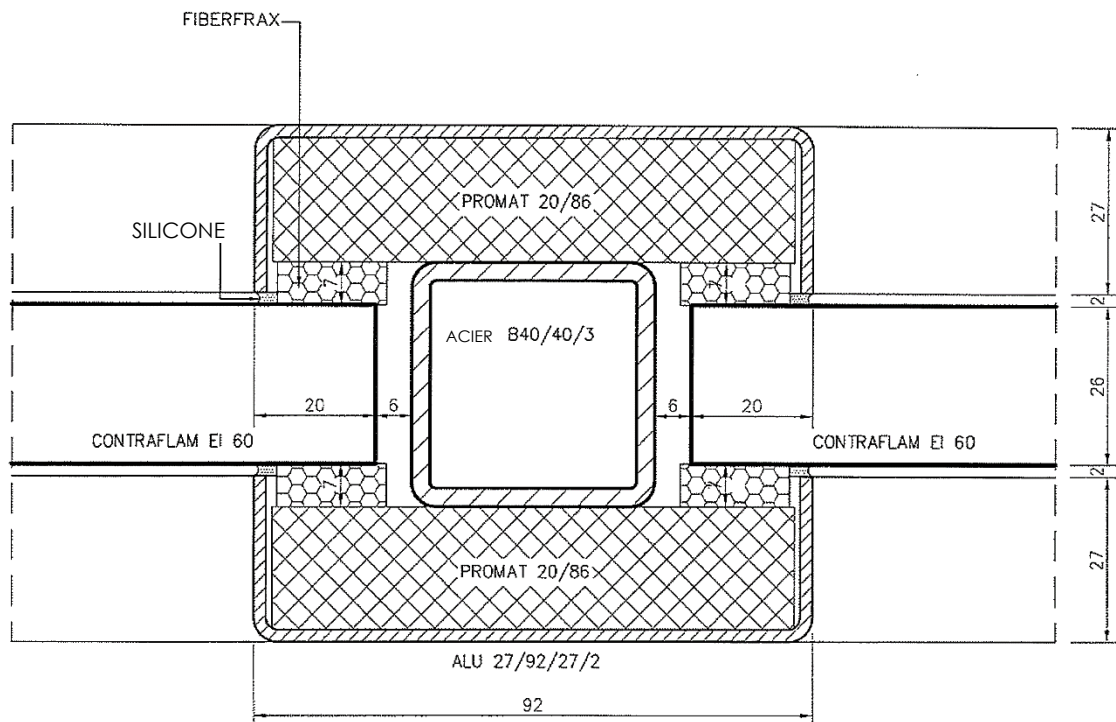 FIBERFRAX
PROMAT 20/86
27
SILICONE
7
7
2
ACIER B40/40/3
26
20
6
6
20
CONTRAFLAM EI 60
CONTRAFLAM EI 60
7
7
2
PROMAT 20/86
27
ALU 27/92/27/2
92